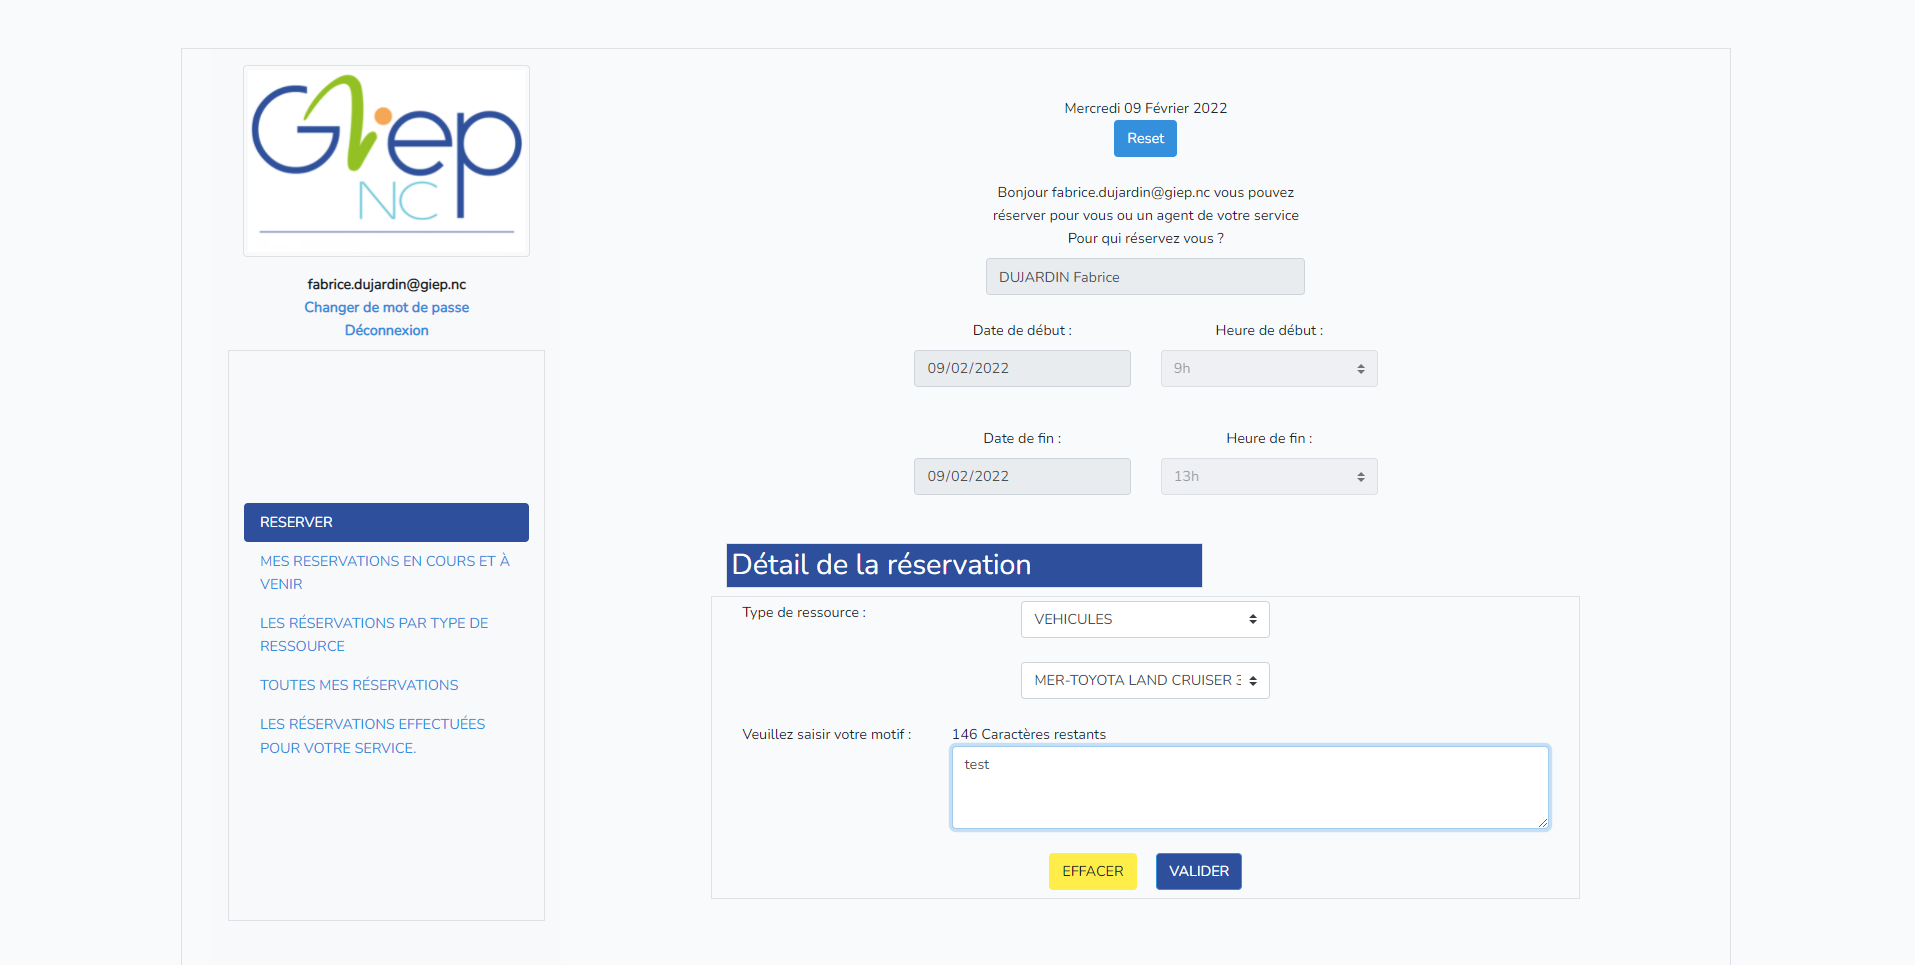 Giep
NC
fabrice.dujardin@giep.nc
Changer de mot de passe
Déconnexion
RESERVER
MES RESERVATIONS EN COURS ET À
VENIR
LES RÉSERVATIONS PAR TYPE DE
RESSOURCE
TOUTES MES RÉSERVATIONS
LES RÉSERVATIONS EFFECTUÉES
POUR VOTRE SERVICE.
Mercredi 09 Février 2022
Reset
Bonjour fabrice.dujardin@giep.nc vous pouvez
réserver pour vous ou un agent de votre service
Pour qui réservez vous ?
DUJARDIN Fabrice
Date de début : Heure de début :
09/02/2022 9h
Date de fin : Heure de fin :
09/02/2022 13h
Détail de la réservation
Type de ressource : VEHICULES
MER-TOYOTA LAND CRUISER 3
Veuillez saisir votre motif : 146 Caractères restants
test
EFFACER VALIDER